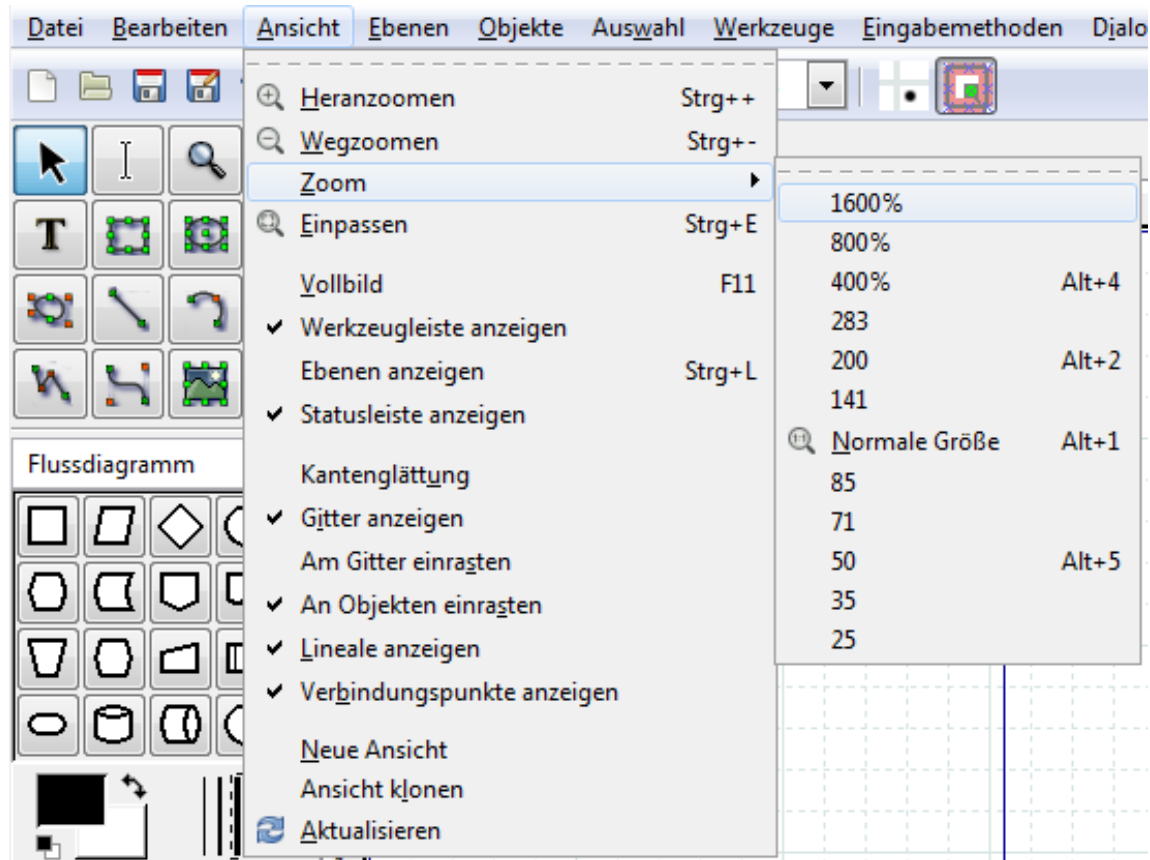 Datei Bearbeiten Ansicht Ebenen Objekte Auswahl Werkzeuge Eingabemethoden Dialo
Heranzoomen Strg++
Wegzoomen Strg+-
Zoom
Einpassen Strg+E
Vollbild F11
Werkzeugleiste anzeigen
Ebenen anzeigen Strg+L
Statusleiste anzeigen
Kantenglättung
Gitter anzeigen
Am Gitter einrasten
An Objekten einrasten
Lineale anzeigen
Verbindungspunkte anzeigen
Neue Ansicht
Ansicht klonen
Aktualisieren
1600%
800%
400% Alt+4
283
200 Alt+2
141
Normale Größe Alt+1
85
71
50 Alt+5
35
25
T
Flussdiagramm